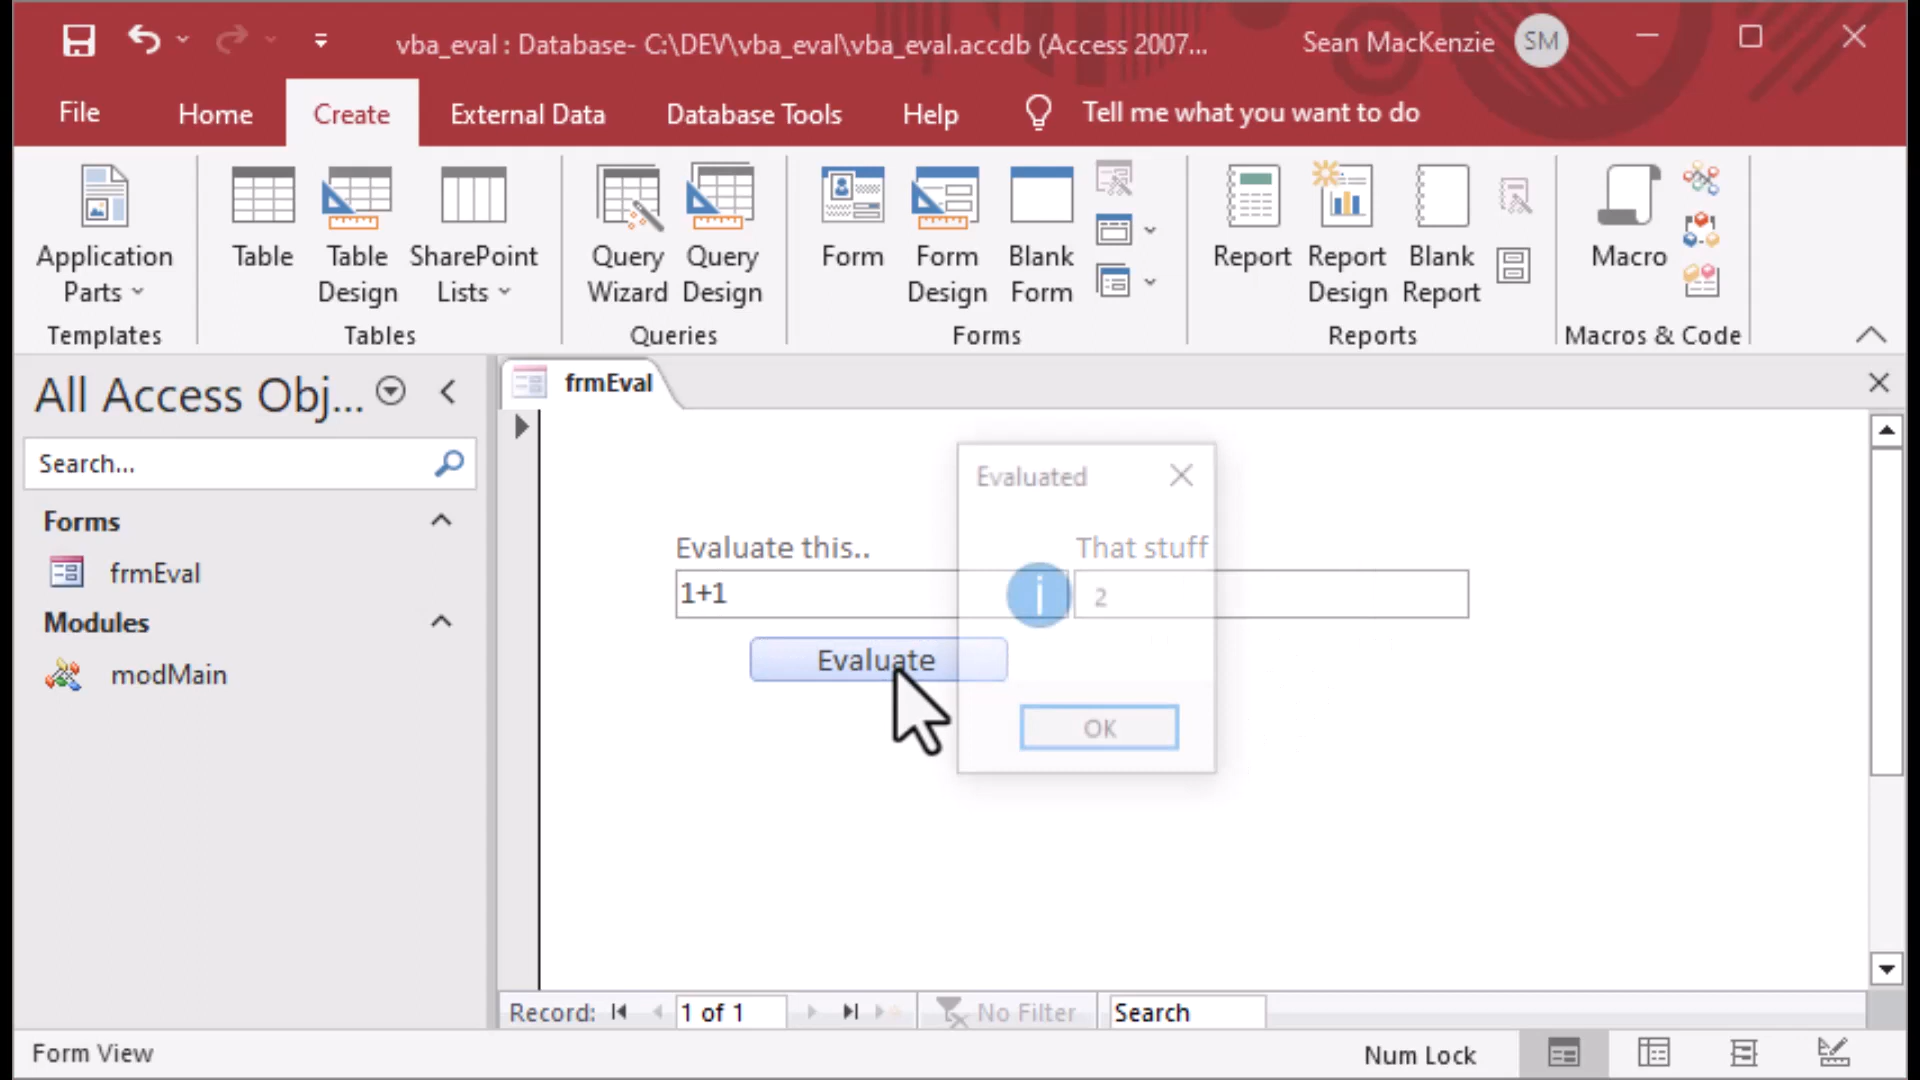 vba_eval : Database- C:\DEV\vba_eval\vba_eval.accdb (Access 2007...
Sean MacKenzie
SM
File
Home
Create
External Data
Database Tools
Help
Tell me what you want to do
Application Parts
Table
Table Design
SharePoint Lists
Query Wizard
Query Design
Form
Form Design
Blank Form
Report
Report Design
Blank Report
Macro
Templates
Tables
Queries
Forms
Reports
Macros & Code
All Access Obj...
Search...
Forms
frmEval
Modules
modMain
frmEval
Evaluated
Evaluate this..
That stuff
1+1
2
Evaluate
OK
Record:
1 of 1
No Filter
Search
Form View
Num Lock